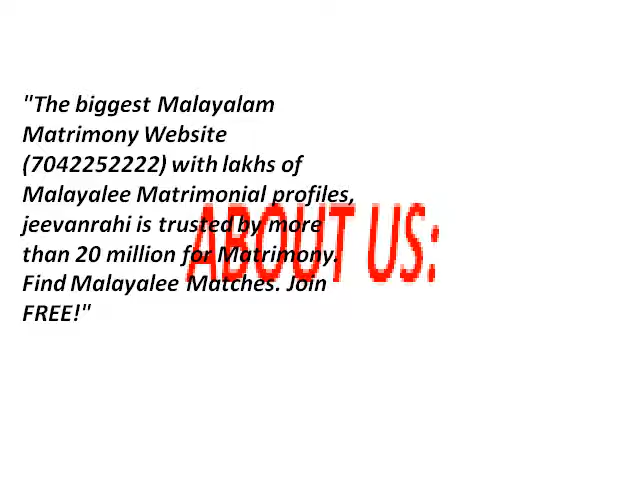 "The biggest Malayalam
Matrimony Website
(7042252222) with lakhs of
Malayalee Matrimonial profiles,
jeevanrahi is trusted by more
than 20 million for Matrimony.
Find Malayalee Matches. Join
FREE!"
ABOUT US: